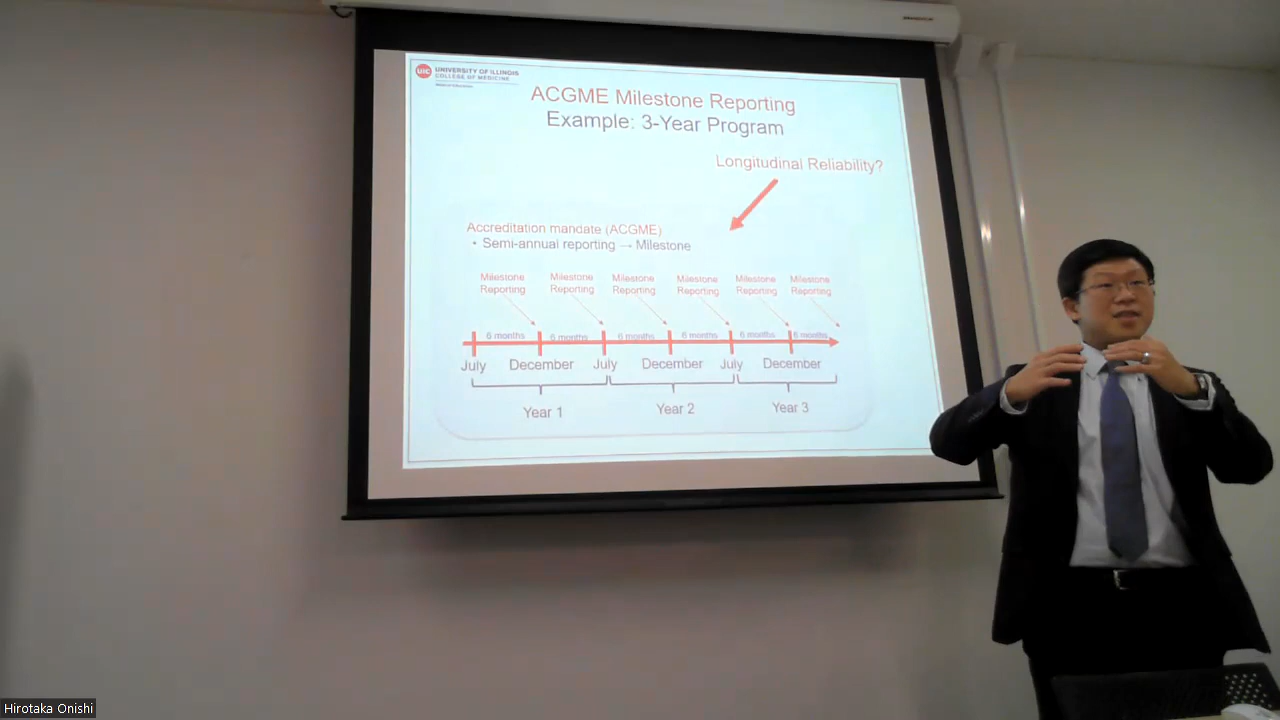 UIC UNIVERSITY OF ILLINOIS
COLLEGE OF MEDICINE
ACGME Milestone Reporting
Example: 3-Year Program
Longitudinal Reliability?
Accreditation mandate (ACGME)
• Semi-annual reporting → Milestone
Milestone Milestone Milestone Milestone Milestone Milestone
Reporting Reporting Reporting Reporting Reporting Reporting
6 months 6 months 6 months 6 months 6 months 6 months
July December July December July December
Year 1 Year 2 Year 3
Hirotaka Onishi